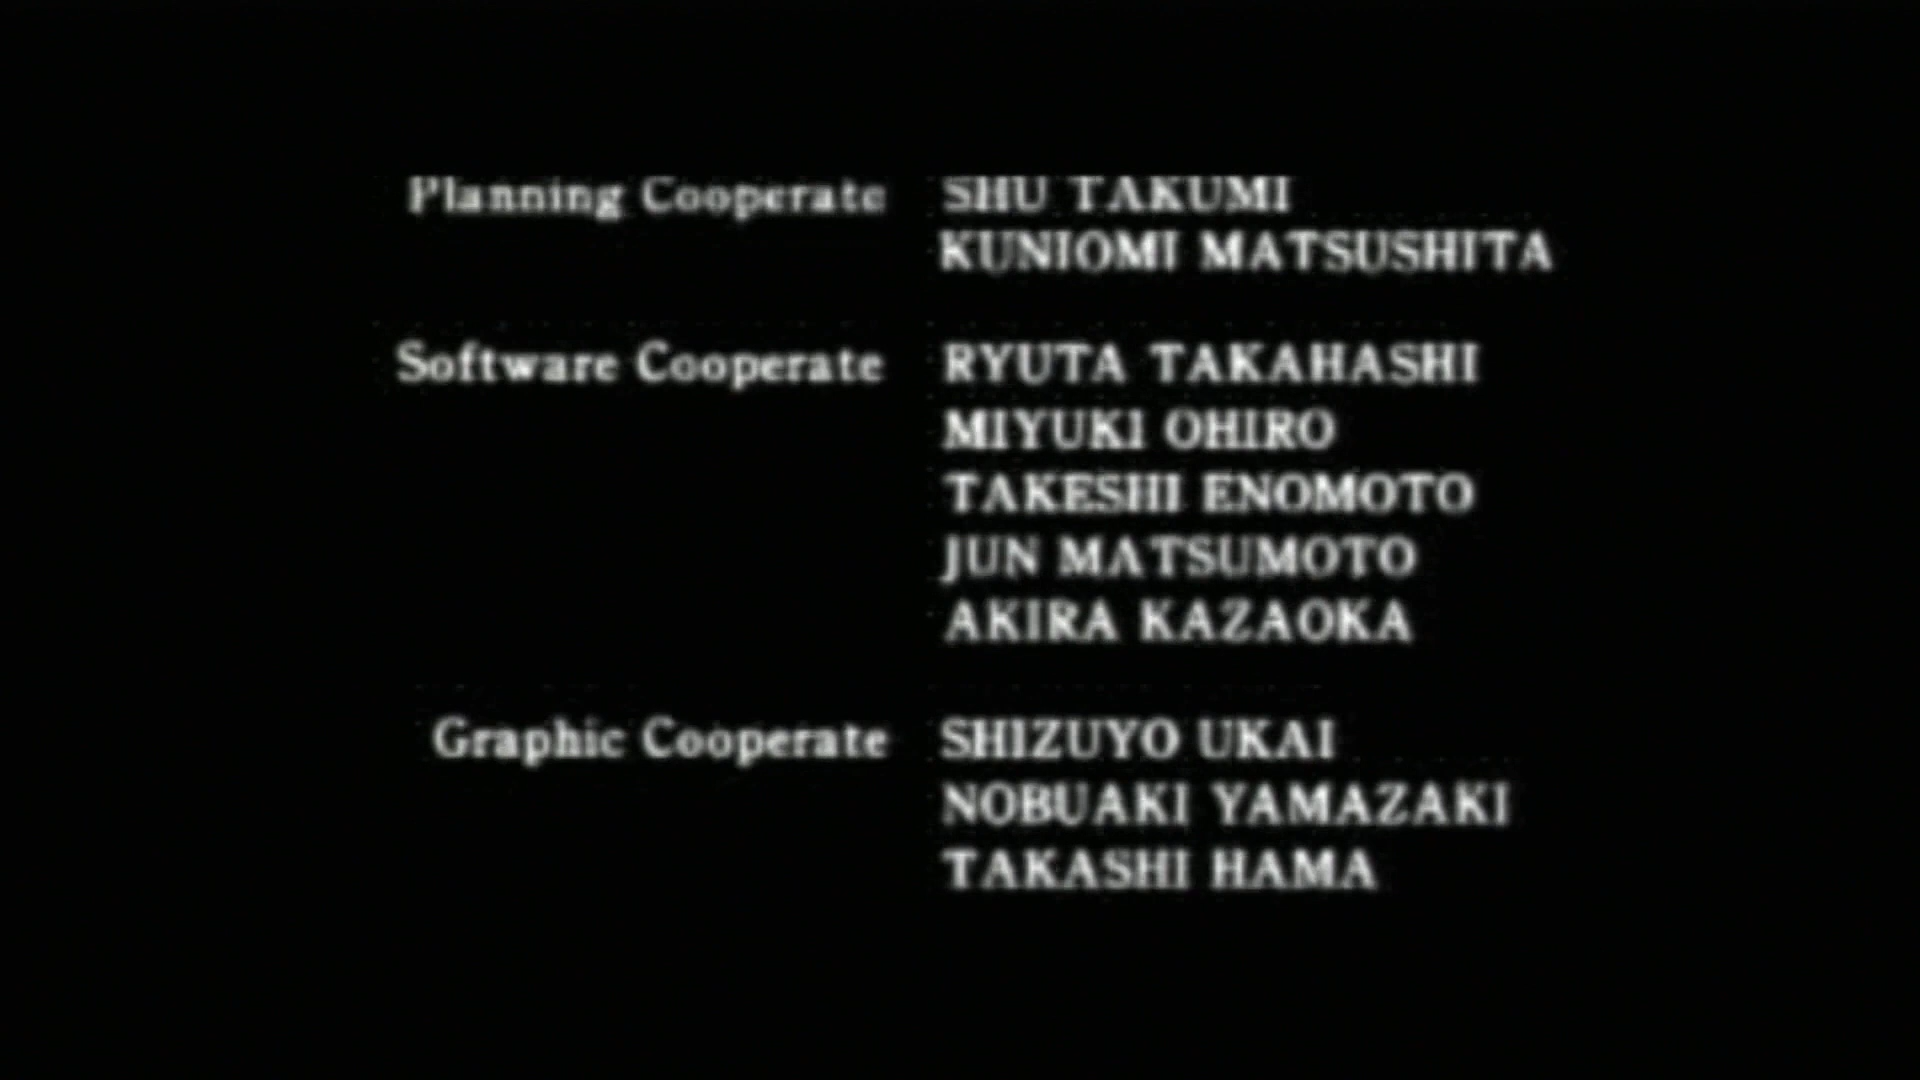 Planning Cooperate SHU TAKUMI
KUNIOMI MATSUSHITA
Software Cooperate RYUTA TAKAHASHI
MIYUKI OHIRO
TAKESHI ENOMOTO
JUN MATSUMOTO
AKIRA KAZAOKA
Graphic Cooperate SHIZUYO UKAI
NOBUAKI YAMAZAKI
TAKASHI HAMA